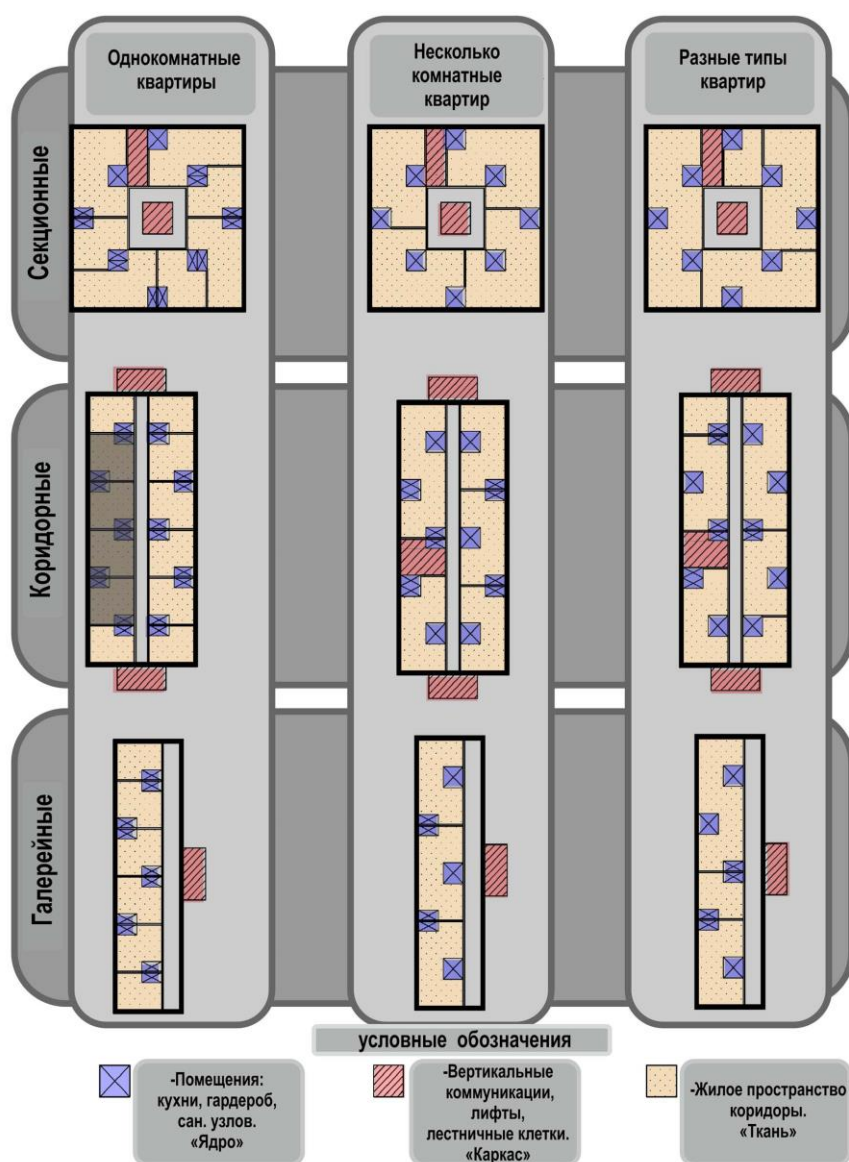 Однокомнатные
квартиры
Несколько
комнатные
квартир
Разные типы
квартир
Секционные
Коридорные
Галерейные
условные обозначения
-Помещения:
кухни, гардероб,
сан. узлов.
«Ядро»
-Вертикальные
коммуникации,
лифты,
лестничные клетки.
«Каркас»
-Жилое пространство
коридоры.
«Ткань»